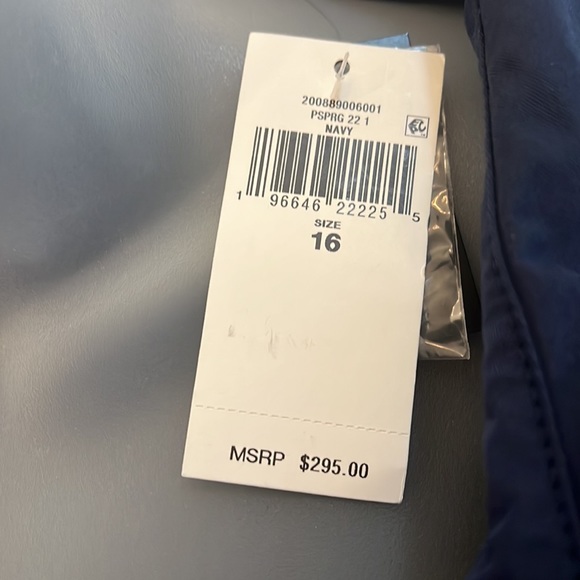 200889006001
PSPRG 22 1
NAVY
1 96646 22225 5
SIZE
16
MSRP $295.00